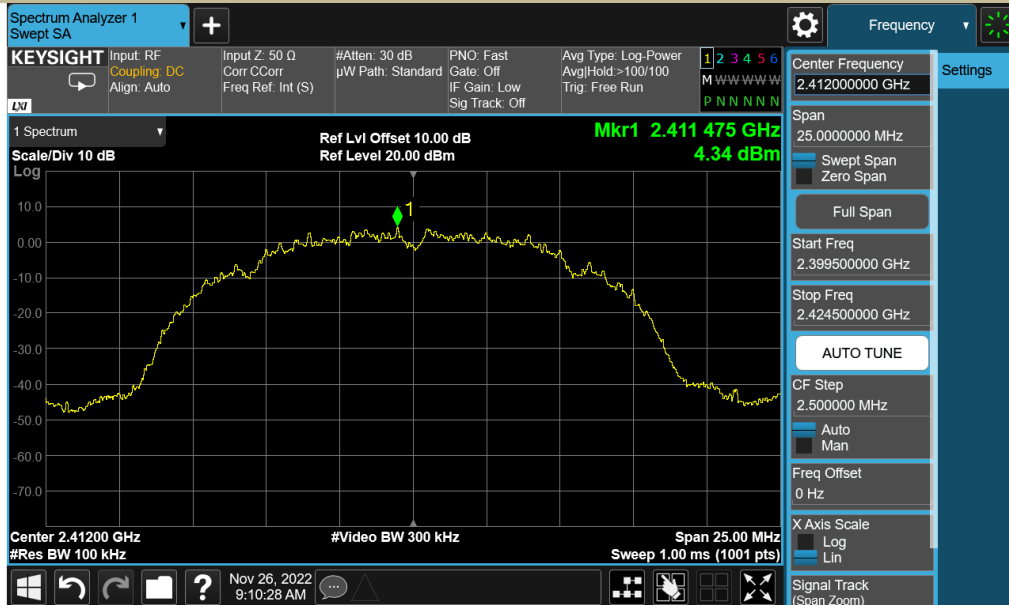 Spectrum Analyzer 1
Swept SA
+
Frequency
KEYSIGHT
LXI
Input: RF
Coupling: DC
Align: Auto
Input Z: 50 Ω
Corr CCorr
Freq Ref: Int (S)
#Atten: 30 dB
µW Path: Standard
PNO: Fast
Gate: Off
IF Gain: Low
Sig Track: Off
Avg Type: Log-Power
Avg|Hold:>100/100
Trig: Free Run
1 2 3 4 5 6
M W W W W W
P N N N N N
1 Spectrum
Scale/Div 10 dB
Log
Ref Lvl Offset 10.00 dB
Ref Level 20.00 dBm
Mkr1 2.411 475 GHz
4.34 dBm
1
10.0
0.00
-10.0
-20.0
-30.0
-40.0
-50.0
-60.0
-70.0
Center 2.41200 GHz
#Res BW 100 kHz
#Video BW 300 kHz
Span 25.00 MHz
Sweep 1.00 ms (1001 pts)
?
Nov 26, 2022
9:10:28 AM
Center Frequency
2.412000000 GHz
Span
25.0000000 MHz
Swept Span
Zero Span
Full Span
Start Freq
2.399500000 GHz
Stop Freq
2.424500000 GHz
AUTO TUNE
CF Step
2.500000 MHz
Auto
Man
Freq Offset
0 Hz
X Axis Scale
Log
Lin
Signal Track
(Span Zoom)
Settings